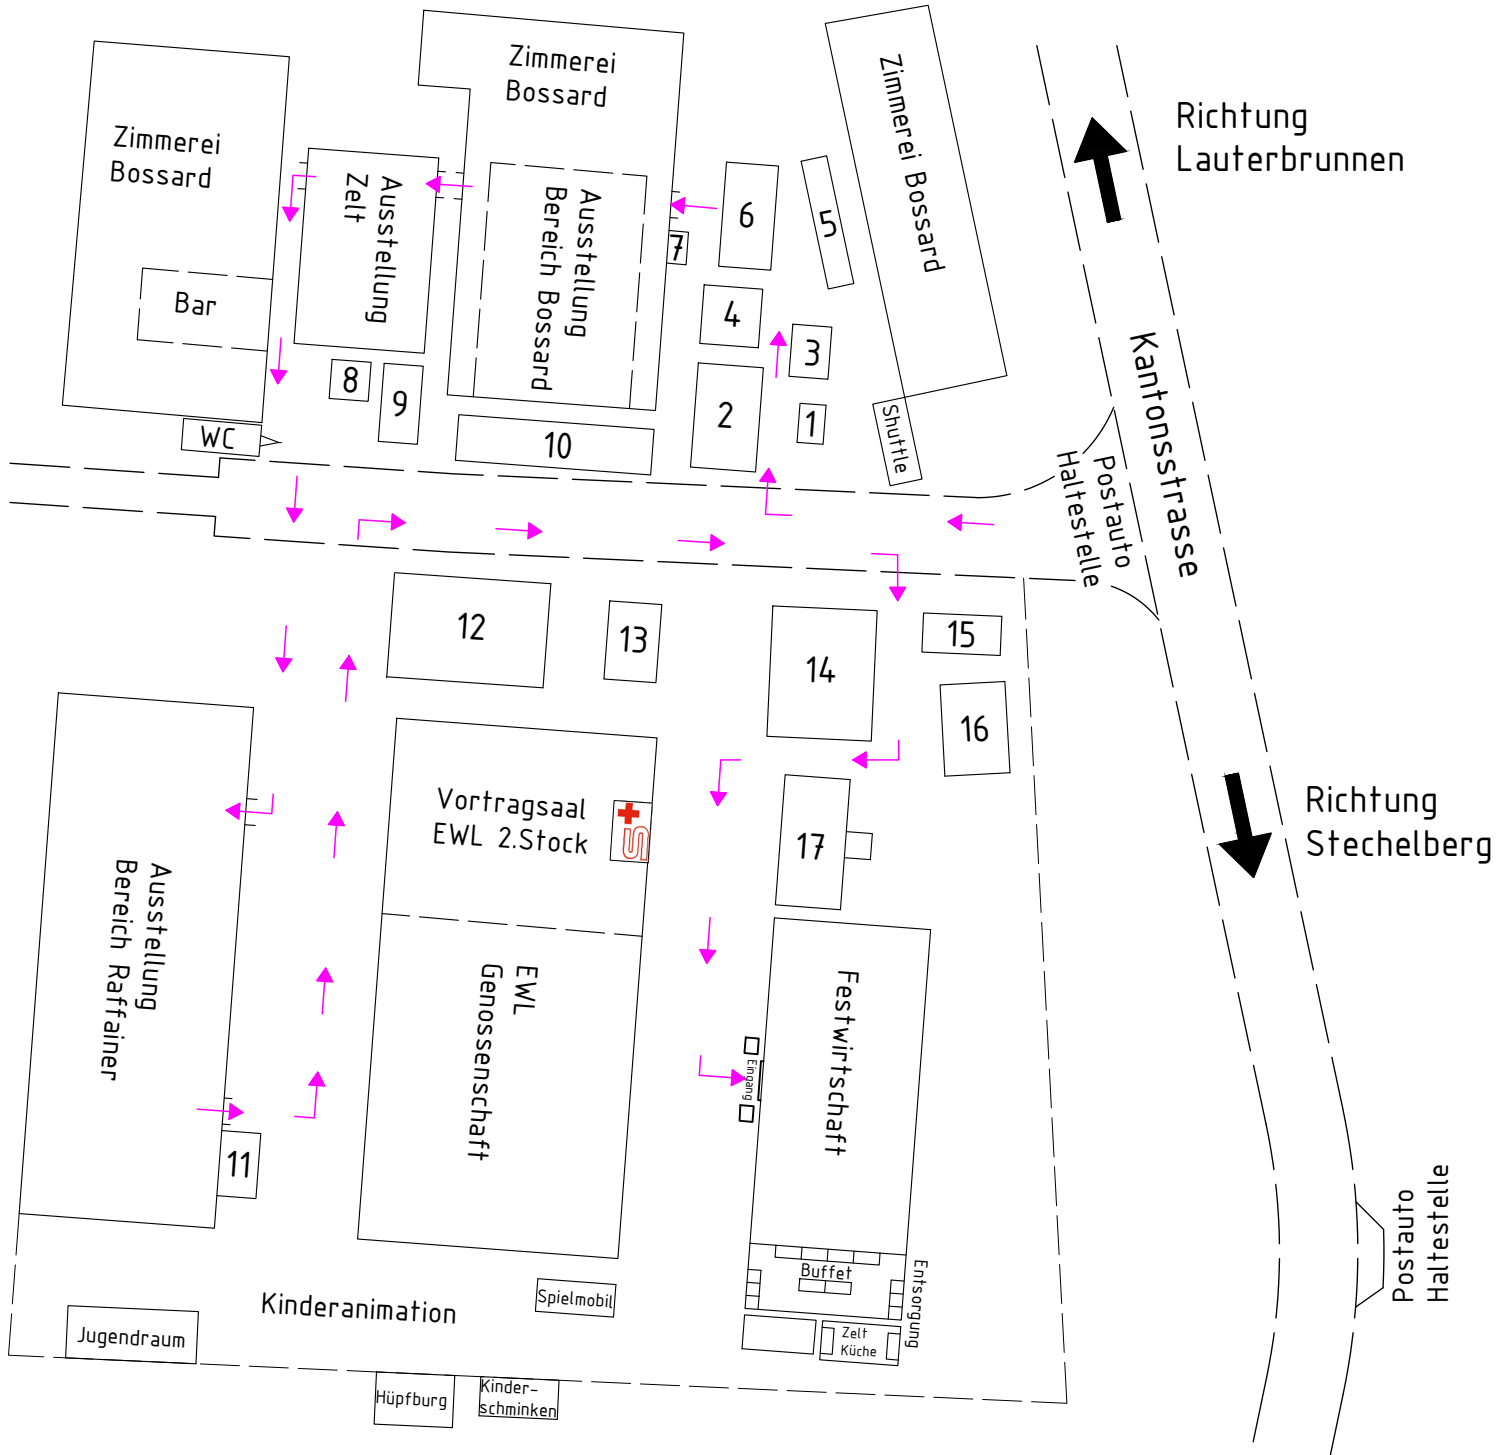 Zimmerei
Bossard
Zimmerei
Bossard
Zimmerei Bossard
Richtung
Lauterbrunnen
Ausstellung
Zelt
Ausstellung
Bereich Bossard
6
5
7
4
3
Bar
8
9
2
1
WC
10
Shuttle
Kantonsstrasse
Postauto
Haltestelle
12
13
14
15
16
Vortragsaal
EWL 2.Stock
S
17
Richtung
Stechelberg
Ausstellung
Bereich Raffainer
EWL
Genossenschaft
Festwirtschaft
Eingang
11
Postauto
Haltestelle
Buffet
Entsorgung
Spielmobil
Kinderanimation
Jugendraum
Zelt
Küche
Hüpfburg
Kinder-
schminken